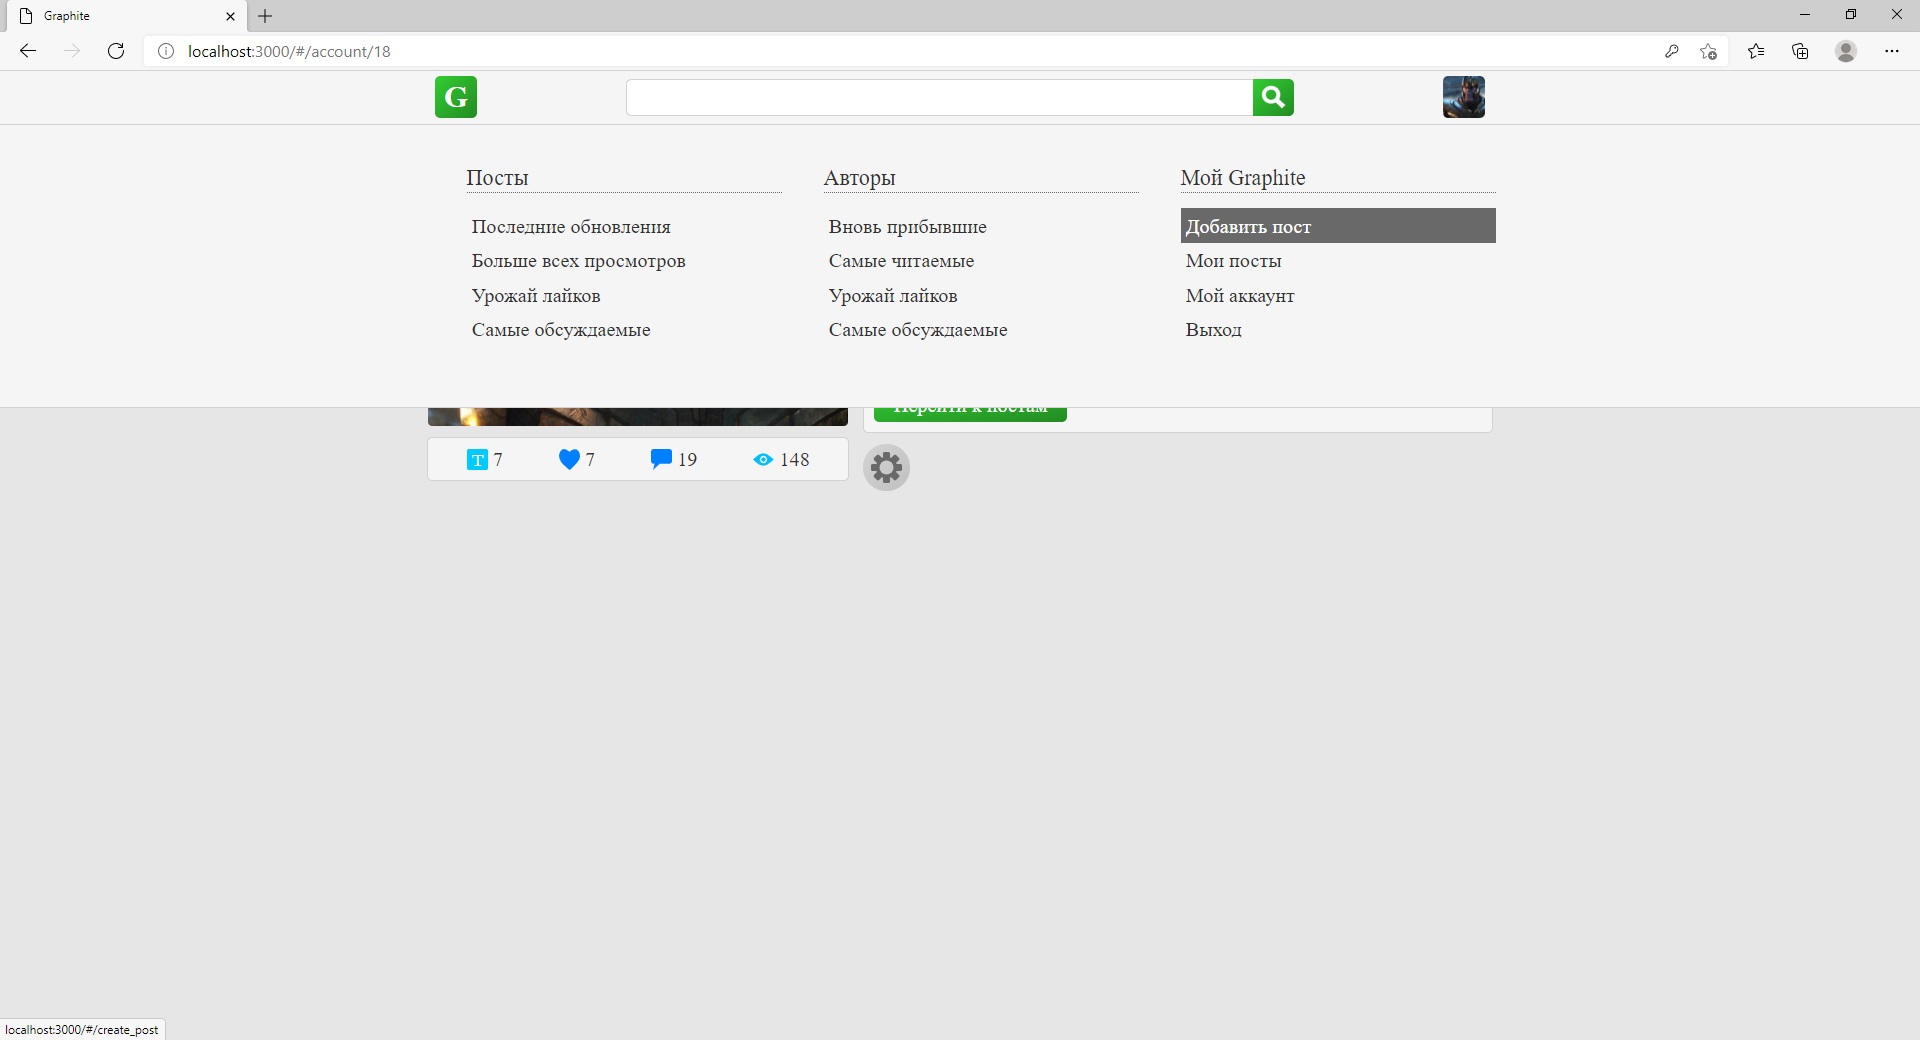 Graphite
localhost:3000/#/account/18
G
Посты
Последние обновления
Больше всех просмотров
Урожай лайков
Самые обсуждаемые
Авторы
Вновь прибывшие
Самые читаемые
Урожай лайков
Самые обсуждаемые
Мой Graphite
Добавить пост
Мои посты
Мой аккаунт
Выход
Перейти к постам
T 7 7 19 148
localhost:3000/#/create_post